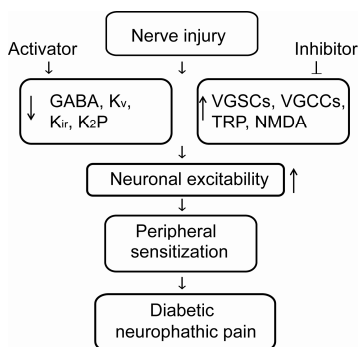 Nerve injury
Activator
Inhibitor
↓ GABA, Kv,
Kir, K2P
↑ VGSCs, VGCCs,
TRP, NMDA
Neuronal excitability ↑
Peripheral
sensitization
Diabetic
neurophathic pain